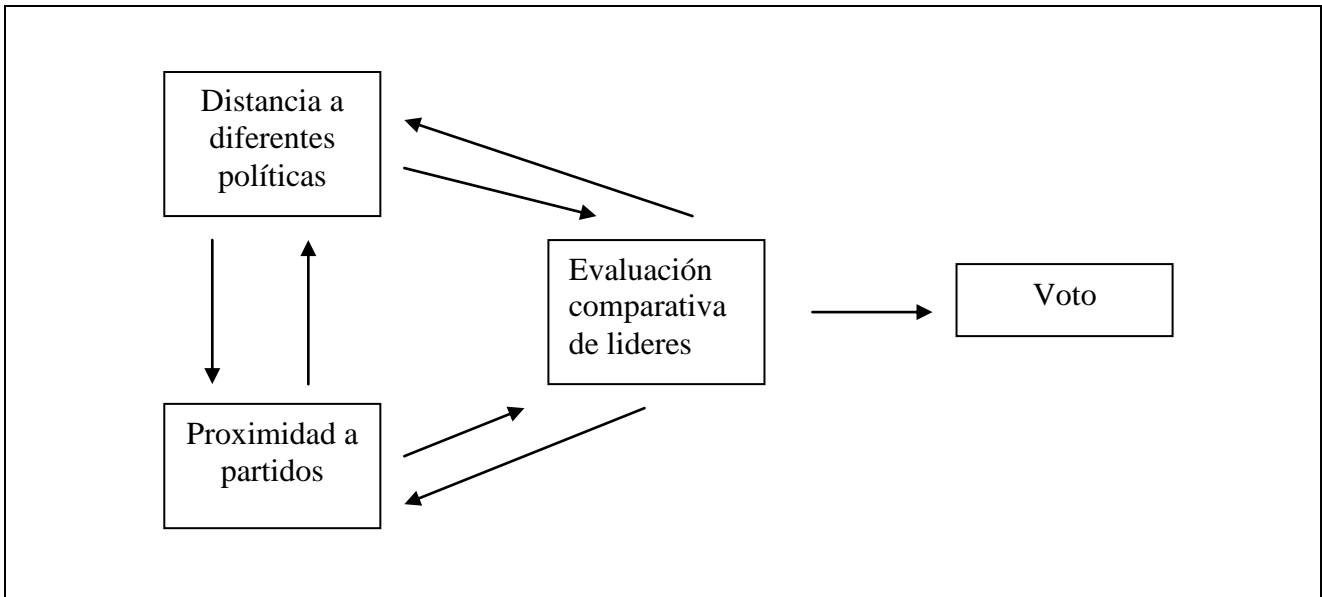 Distancia a
diferentes
políticas
Evaluación
comparativa
de lideres
Voto
Proximidad a
partidos